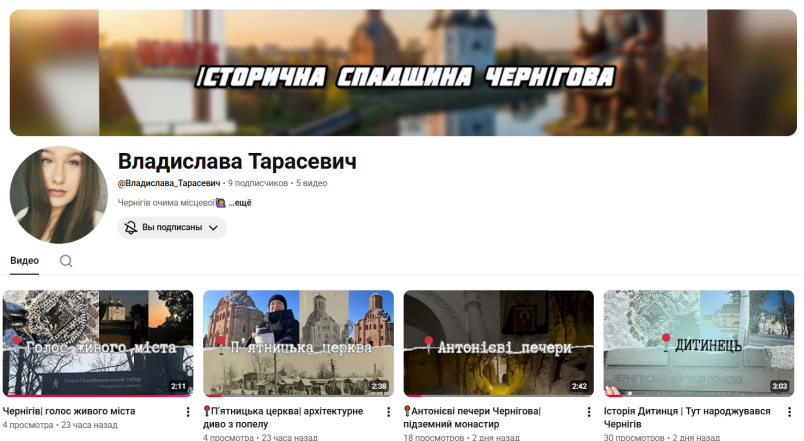 ІСТОРИЧНА СПАДЩИНА ЧЕРНІГОВА
Владислава Тарасевич
@Владислава_Тарасевич • 9 подписчиков • 5 видео
Чернігів очима місцевої🙋‍♀️ ...ещё
Вы подписаны
Видео
Голос живого міста
Спасо-Преображенський собор
2:11
П'ятницька церква
2:38
Антонієві печери
2:42
ДИТИНЕЦЬ
3:03
Чернігів| голос живого міста
4 просмотра • 23 часа назад
📍П'ятницька церква| архітектурне
диво з попелу
4 просмотра • 23 часа назад
📍Антонієві печери Чернігова|
підземний монастир
18 просмотров • 2 дня назад
Історія Дитинця | Тут народжувався
Чернігів
30 просмотров • 2 дня назад